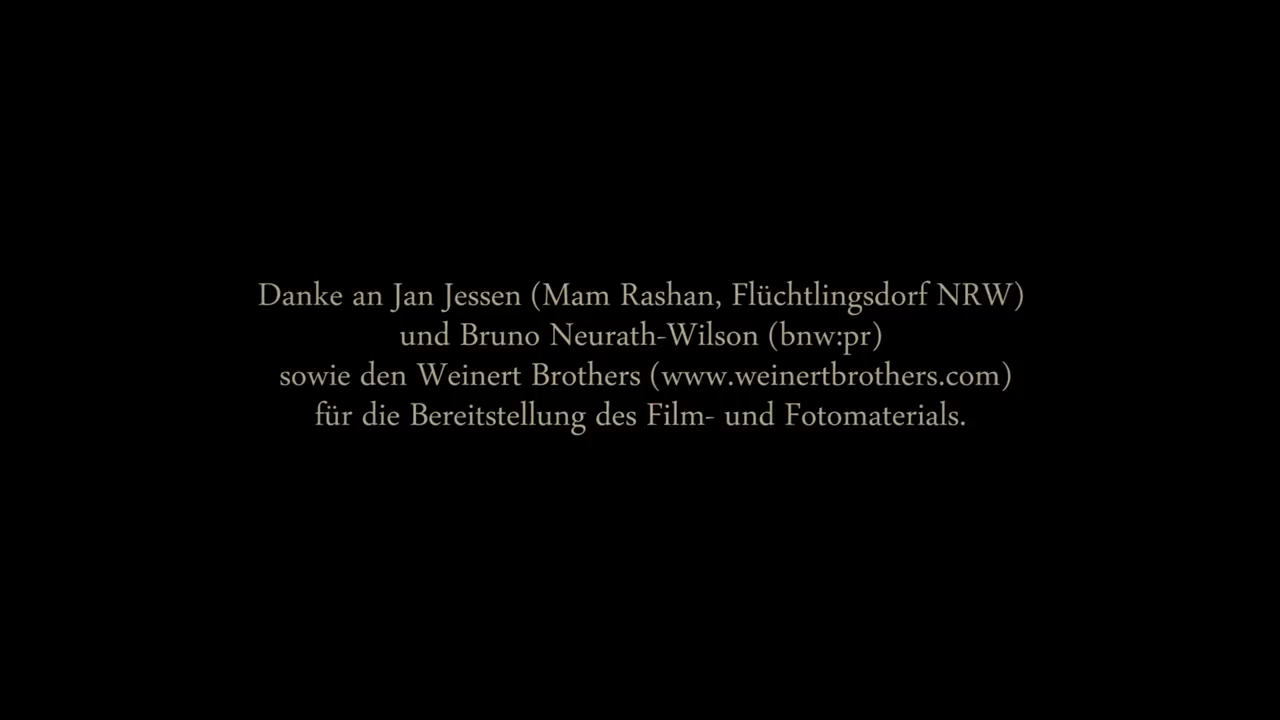 Danke an Jan Jessen (Mam Rashan, Flüchtlingsdorf NRW)
und Bruno Neurath-Wilson (bnw:pr)
sowie den Weinert Brothers (www.weinertbrothers.com)
für die Bereitstellung des Film- und Fotomaterials.